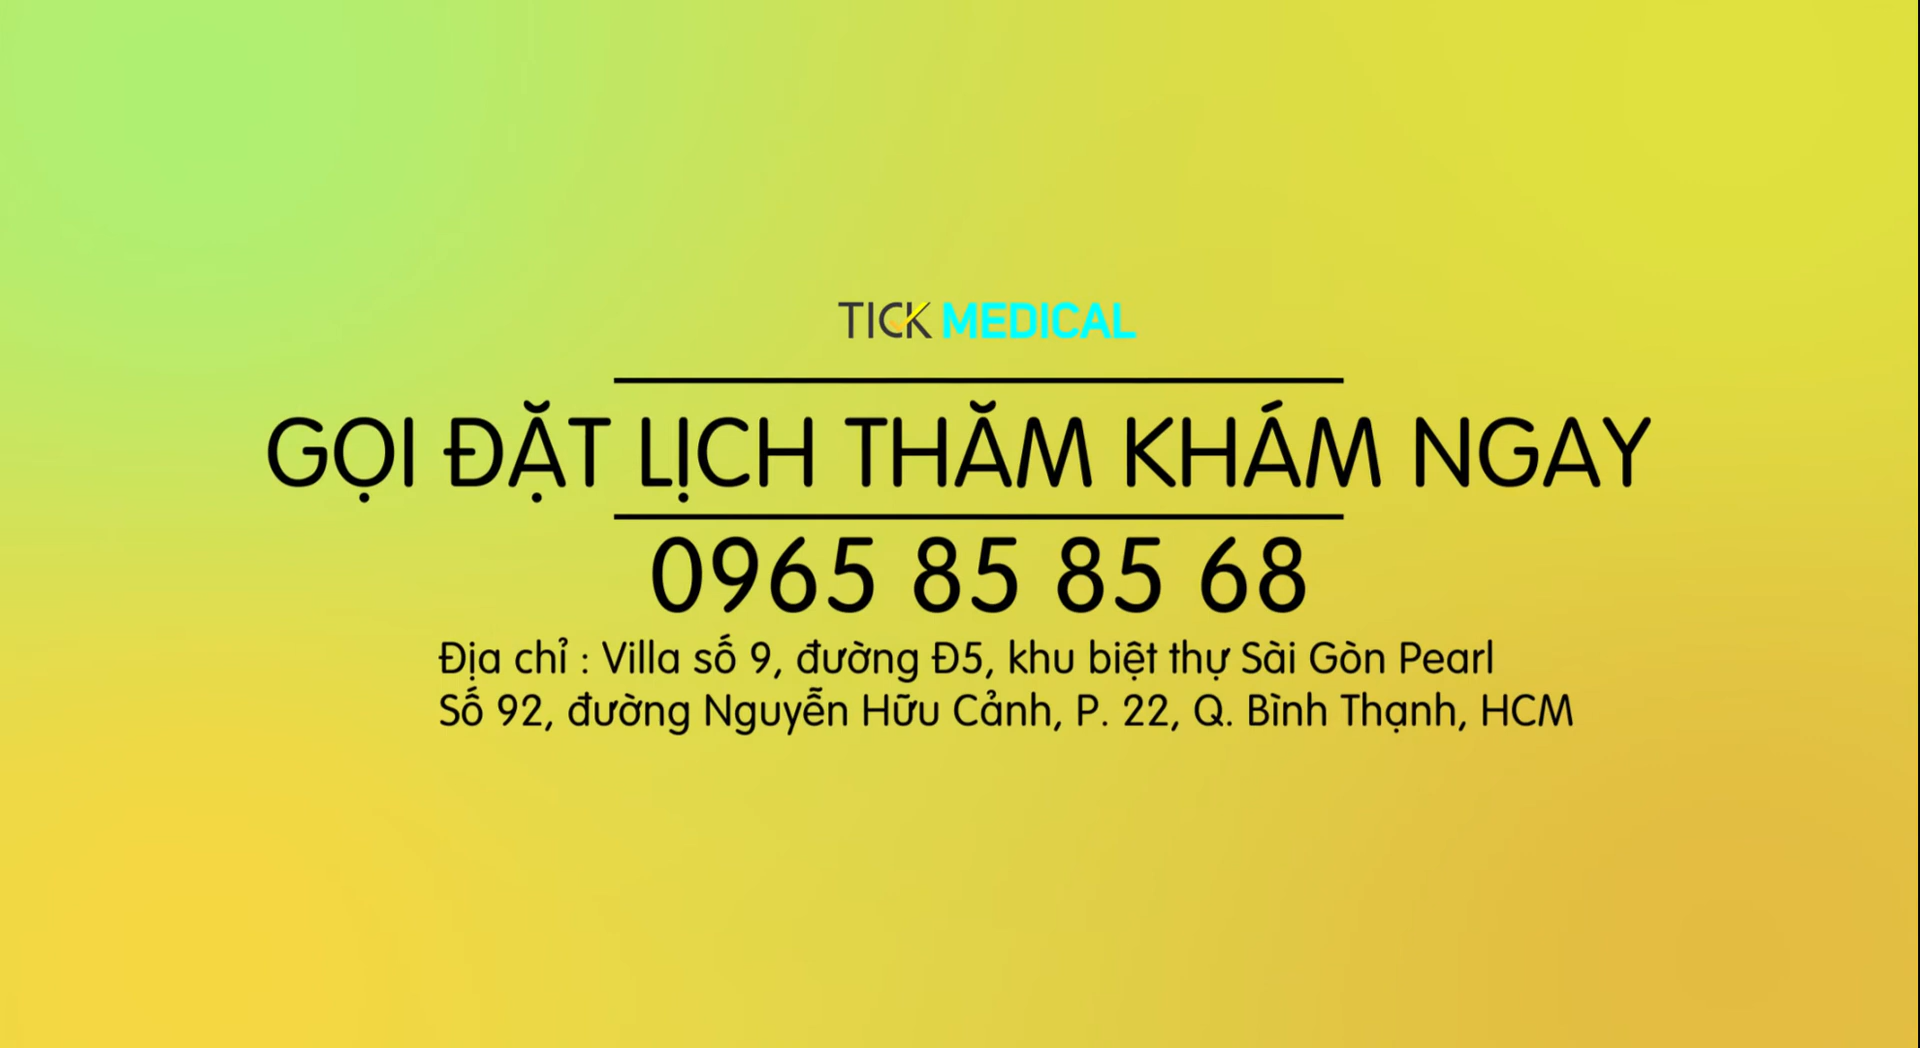 TICK MEDICAL
GỌI ĐẶT LỊCH THĂM KHÁM NGAY
0965 85 85 68
Địa chỉ : Villa số 9, đường Đ5, khu biệt thự Sài Gòn Pearl
Số 92, đường Nguyễn Hữu Cảnh, P. 22, Q. Bình Thạnh, HCM